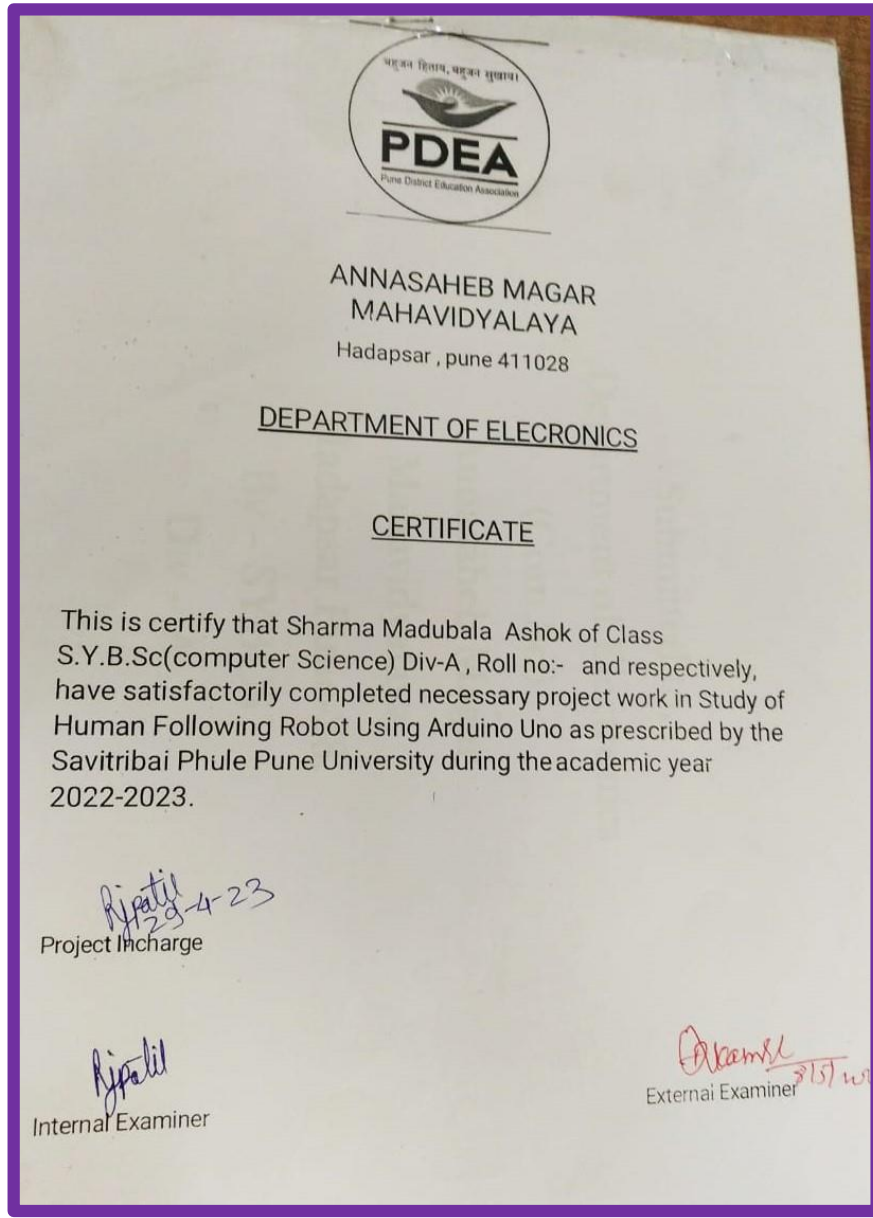 बहुजन हिताय, बहुजन सुखाय।
PDEA
Pune District Education Association
ANNASAHEB MAGAR
MAHAVIDYALAYA
Hadapsar , pune 411028
DEPARTMENT OF ELECRONICS
CERTIFICATE
This is certify that Sharma Madubala Ashok of Class
S.Y.B.Sc(computer Science) Div-A , Roll no:- and respectively,
have satisfactorily completed necessary project work in Study of
Human Following Robot Using Arduino Uno as prescribed by the
Savitribai Phule Pune University during the academic year
2022-2023.
Rjpatil
29-4-23
Project Incharge
Rjpatil
Internal Examiner
External Examiner